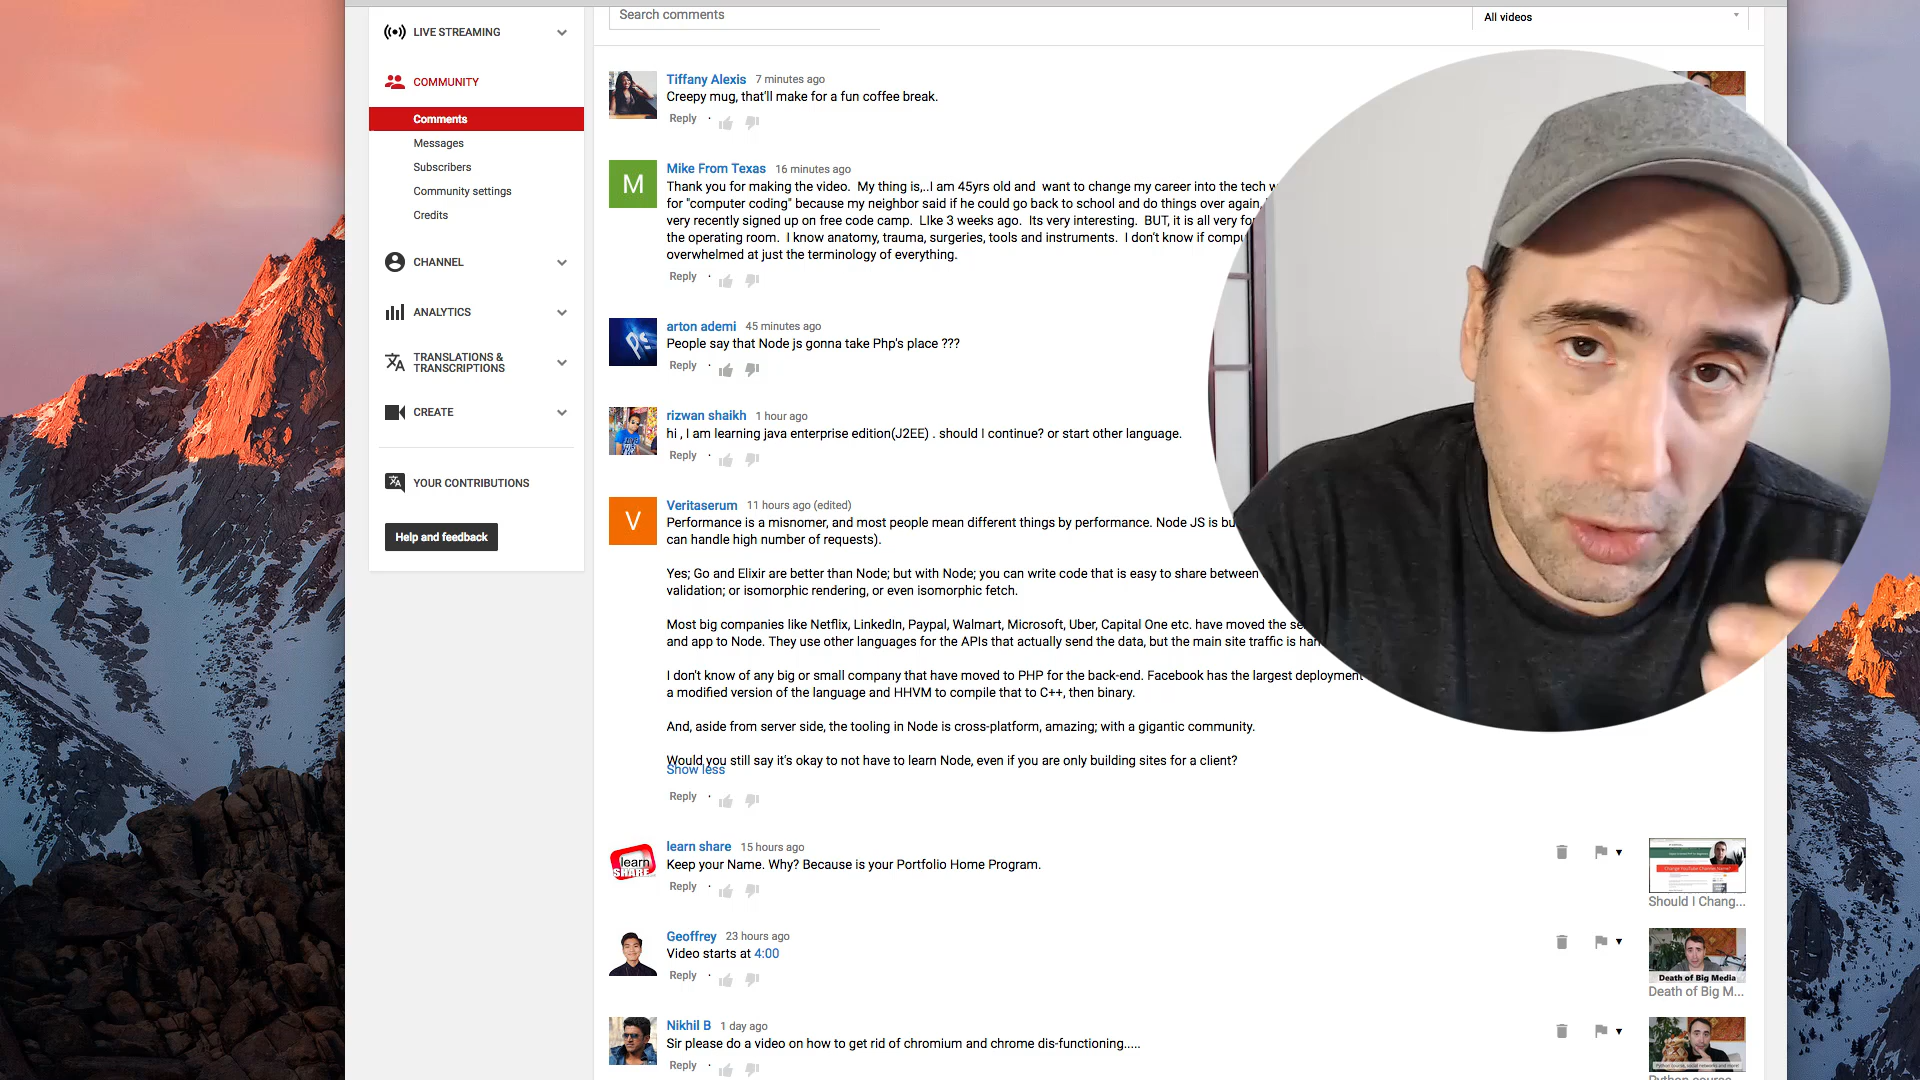 Search comments
All videos
LIVE STREAMING
COMMUNITY
Comments
Messages
Subscribers
Community settings
Credits
CHANNEL
ANALYTICS
TRANSLATIONS &
TRANSCRIPTIONS
CREATE
YOUR CONTRIBUTIONS
Help and feedback
Tiffany Alexis 7 minutes ago
Creepy mug, that'll make for a fun coffee break.
Reply
M
Mike From Texas 16 minutes ago
Thank you for making the video. My thing is,..I am 45yrs old and want to change my career into the tech
for "computer coding" because my neighbor said if he could go back to school and do things over again,
very recently signed up on free code camp. LIke 3 weeks ago. Its very interesting. BUT, it is all very
the operating room. I know anatomy, trauma, surgeries, tools and instruments. I don't know if
overwhelmed at just the terminology of everything.
Reply
Ps
arton ademi 45 minutes ago
People say that Node js gonna take Php's place ???
Reply
rizwan shaikh 1 hour ago
hi , I am learning java enterprise edition(J2EE) . should I continue? or start other language.
Reply
V
Veritaserum 11 hours ago (edited)
Performance is a misnomer, and most people mean different things by performance. Node JS is
can handle high number of requests).
Yes; Go and Elixir are better than Node; but with Node; you can write code that is easy to share between
validation; or isomorphic rendering, or even isomorphic fetch.
Most big companies like Netflix, LinkedIn, Paypal, Walmart, Microsoft, Uber, Capital One etc. have moved the
and app to Node. They use other languages for the APIs that actually send the data, but the main site traffic is
I don't know of any big or small company that have moved to PHP for the back-end. Facebook has the largest deployment
a modified version of the language and HHVM to compile that to C++, then binary.
And, aside from server side, the tooling in Node is cross-platform, amazing; with a gigantic community.
Would you still say it's okay to not have to learn Node, even if you are only building sites for a client?
Show less
Reply
learn
SHARE
learn share 15 hours ago
Keep your Name. Why? Because is your Portfolio Home Program.
Reply
Should I Chang...
Geoffrey 23 hours ago
Video starts at 4:00
Reply
Death of Big Media
Death of Big M...
Nikhil B 1 day ago
Sir please do a video on how to get rid of chromium and chrome dis-functioning.....
Reply
Python course...